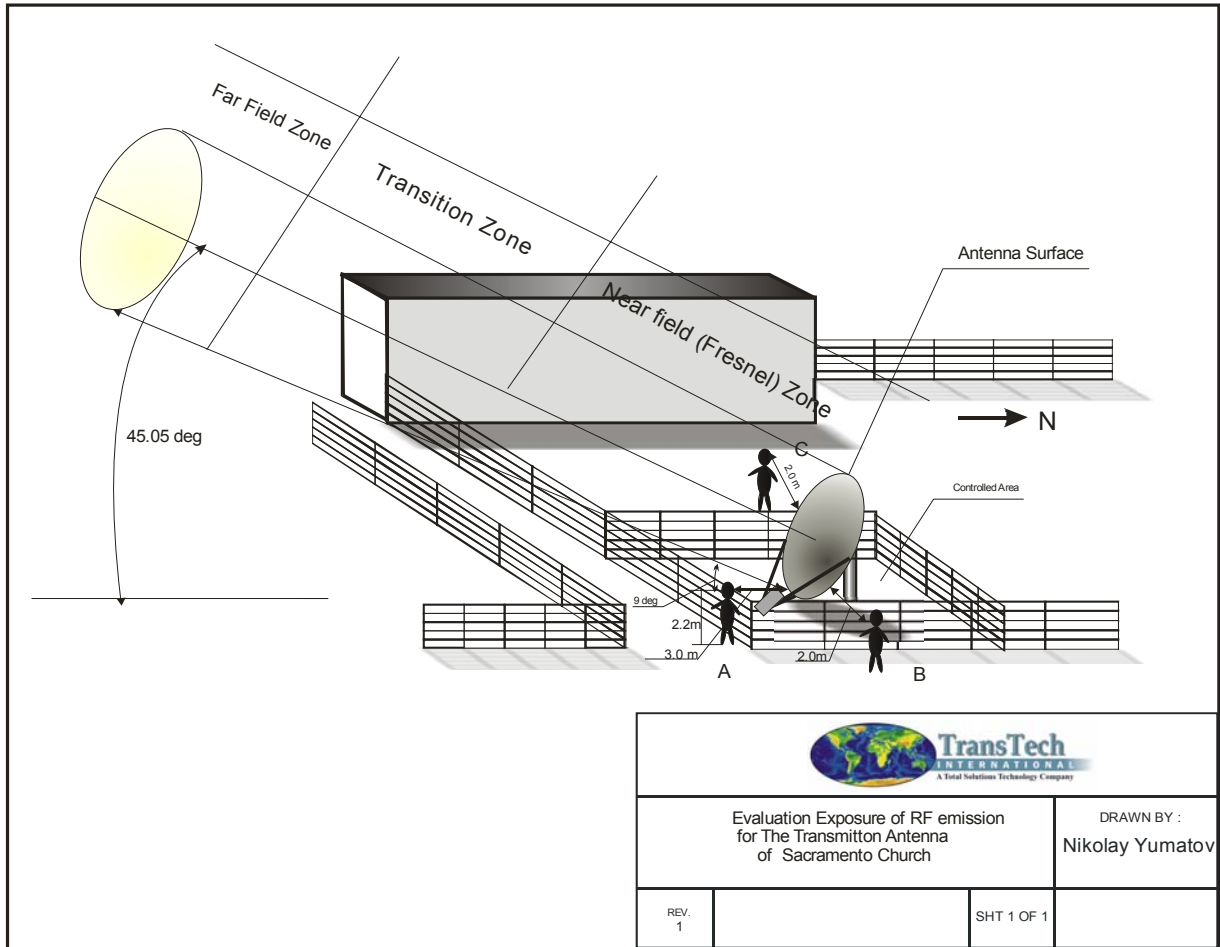 Far Field Zone
Transition Zone
Antenna Surface
Near field (Fresnel) Zone
N
45.05 deg
C
2.0 m
Controlled Area
9 deg
2.2m
3.0 m
2.0m
A
B
TransTech
INTERNATIONAL
A Total Solutions Technology Company
Evaluation Exposure of RF emission
for The Transmitton Antenna
of Sacramento Church
DRAWN BY :
Nikolay Yumatov
REV.
1
SHT 1 OF 1